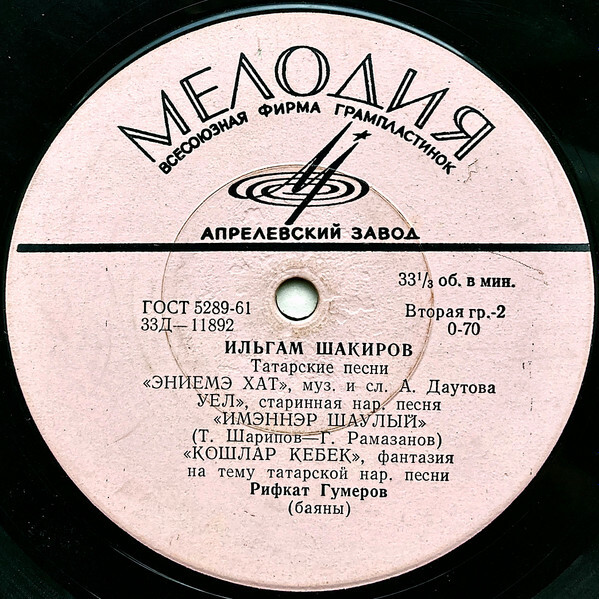 МЕЛОДИЯ
ВСЕСОЮЗНАЯ ФИРМА ГРАМПЛАСТИНОК
АПРЕЛЕВСКИЙ ЗАВОД
33⅓ об. в мин.
ГОСТ 5289-61
Вторая гр.-2
33Д—11892
0-70
ИЛЬГАМ ШАКИРОВ
Татарские песни
«ЭНИЕМЭ ХАТ», муз. и сл. А. Даутова
УЕЛ», старинная нар. песня
«ИМЭННЭР ШАУЛЫЙ»
(Т. Шарипов—Г. Рамазанов)
«КОШЛАР КЕБЕК», фантазия
на тему татарской нар. песни
Рифкат Гумеров
(баяны)